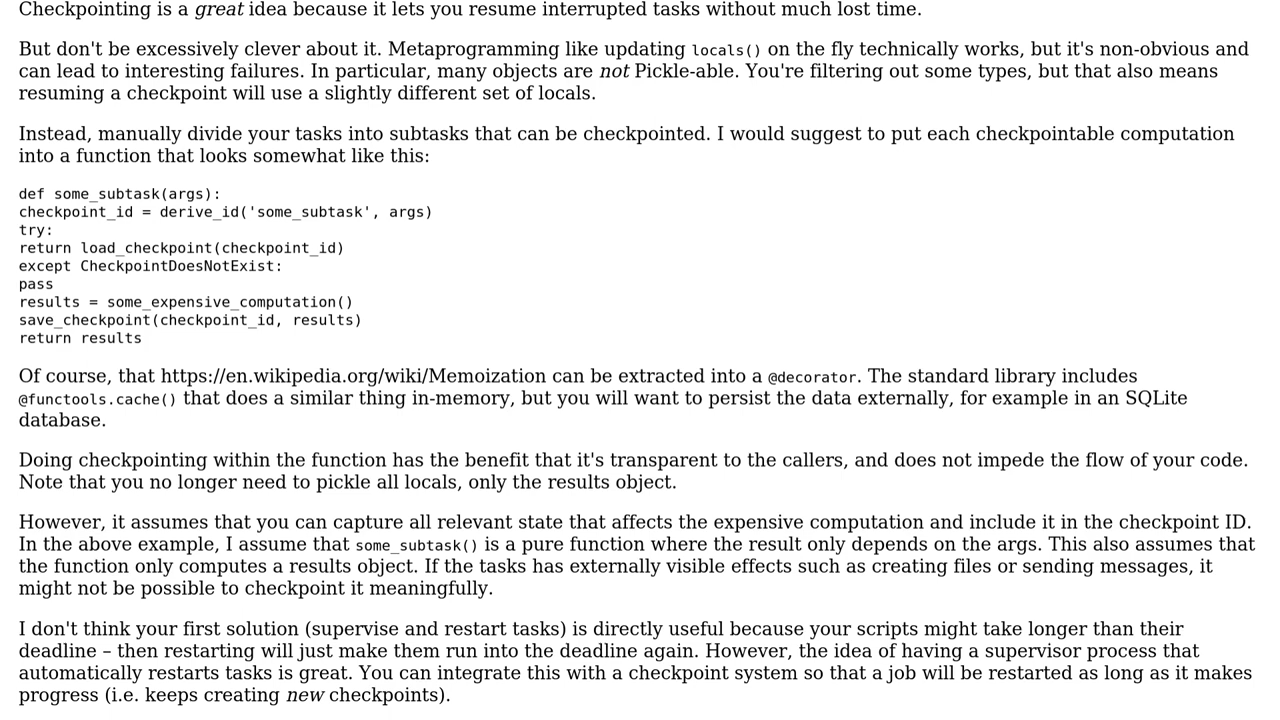 Checkpointing is a great idea because it lets you resume interrupted tasks without much lost time.
But don't be excessively clever about it. Metaprogramming like updating locals() on the fly technically works, but it's non-obvious and
can lead to interesting failures. In particular, many objects are not Pickle-able. You're filtering out some types, but that also means
resuming a checkpoint will use a slightly different set of locals.
Instead, manually divide your tasks into subtasks that can be checkpointed. I would suggest to put each checkpointable computation
into a function that looks somewhat like this:
def some_subtask(args):
checkpoint_id = derive_id('some_subtask', args)
try:
return load_checkpoint(checkpoint_id)
except CheckpointDoesNotExist:
pass
results = some_expensive_computation()
save_checkpoint(checkpoint_id, results)
return results
Of course, that https://en.wikipedia.org/wiki/Memoization can be extracted into a @decorator. The standard library includes
@functools.cache() that does a similar thing in-memory, but you will want to persist the data externally, for example in an SQLite
database.
Doing checkpointing within the function has the benefit that it's transparent to the callers, and does not impede the flow of your code.
Note that you no longer need to pickle all locals, only the results object.
However, it assumes that you can capture all relevant state that affects the expensive computation and include it in the checkpoint ID.
In the above example, I assume that some_subtask() is a pure function where the result only depends on the args. This also assumes that
the function only computes a results object. If the tasks has externally visible effects such as creating files or sending messages, it
might not be possible to checkpoint it meaningfully.
I don't think your first solution (supervise and restart tasks) is directly useful because your scripts might take longer than their
deadline – then restarting will just make them run into the deadline again. However, the idea of having a supervisor process that
automatically restarts tasks is great. You can integrate this with a checkpoint system so that a job will be restarted as long as it makes
progress (i.e. keeps creating new checkpoints).